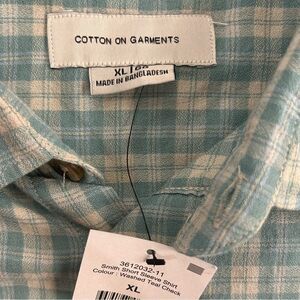 COTTON ON GARMENTS
XL
MADE IN BANGLADESH
3612032-11
Smith Short Sleeve Shirt
Colour : Washed Teal Check
XL